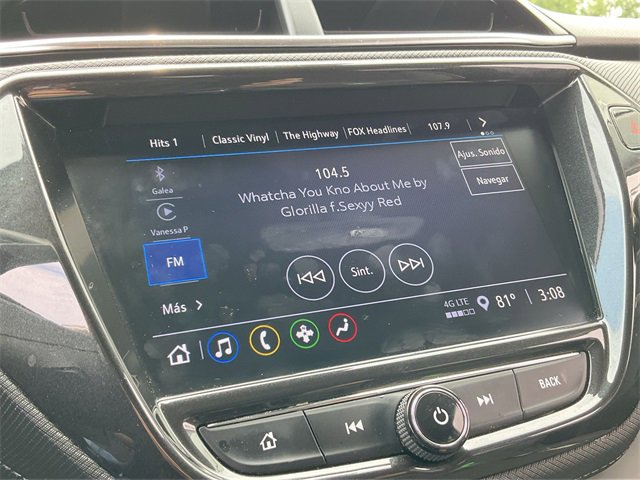 Hits 1 Classic Vinyl The Highway FOX Headlines 107.9
Galea
Vanessa P
FM
Más
104.5
Whatcha You Kno About Me by
Glorilla f.Sexyy Red
Ajus. Sonido
Navegar
Sint.
4G LTE 81° 3:08
BACK